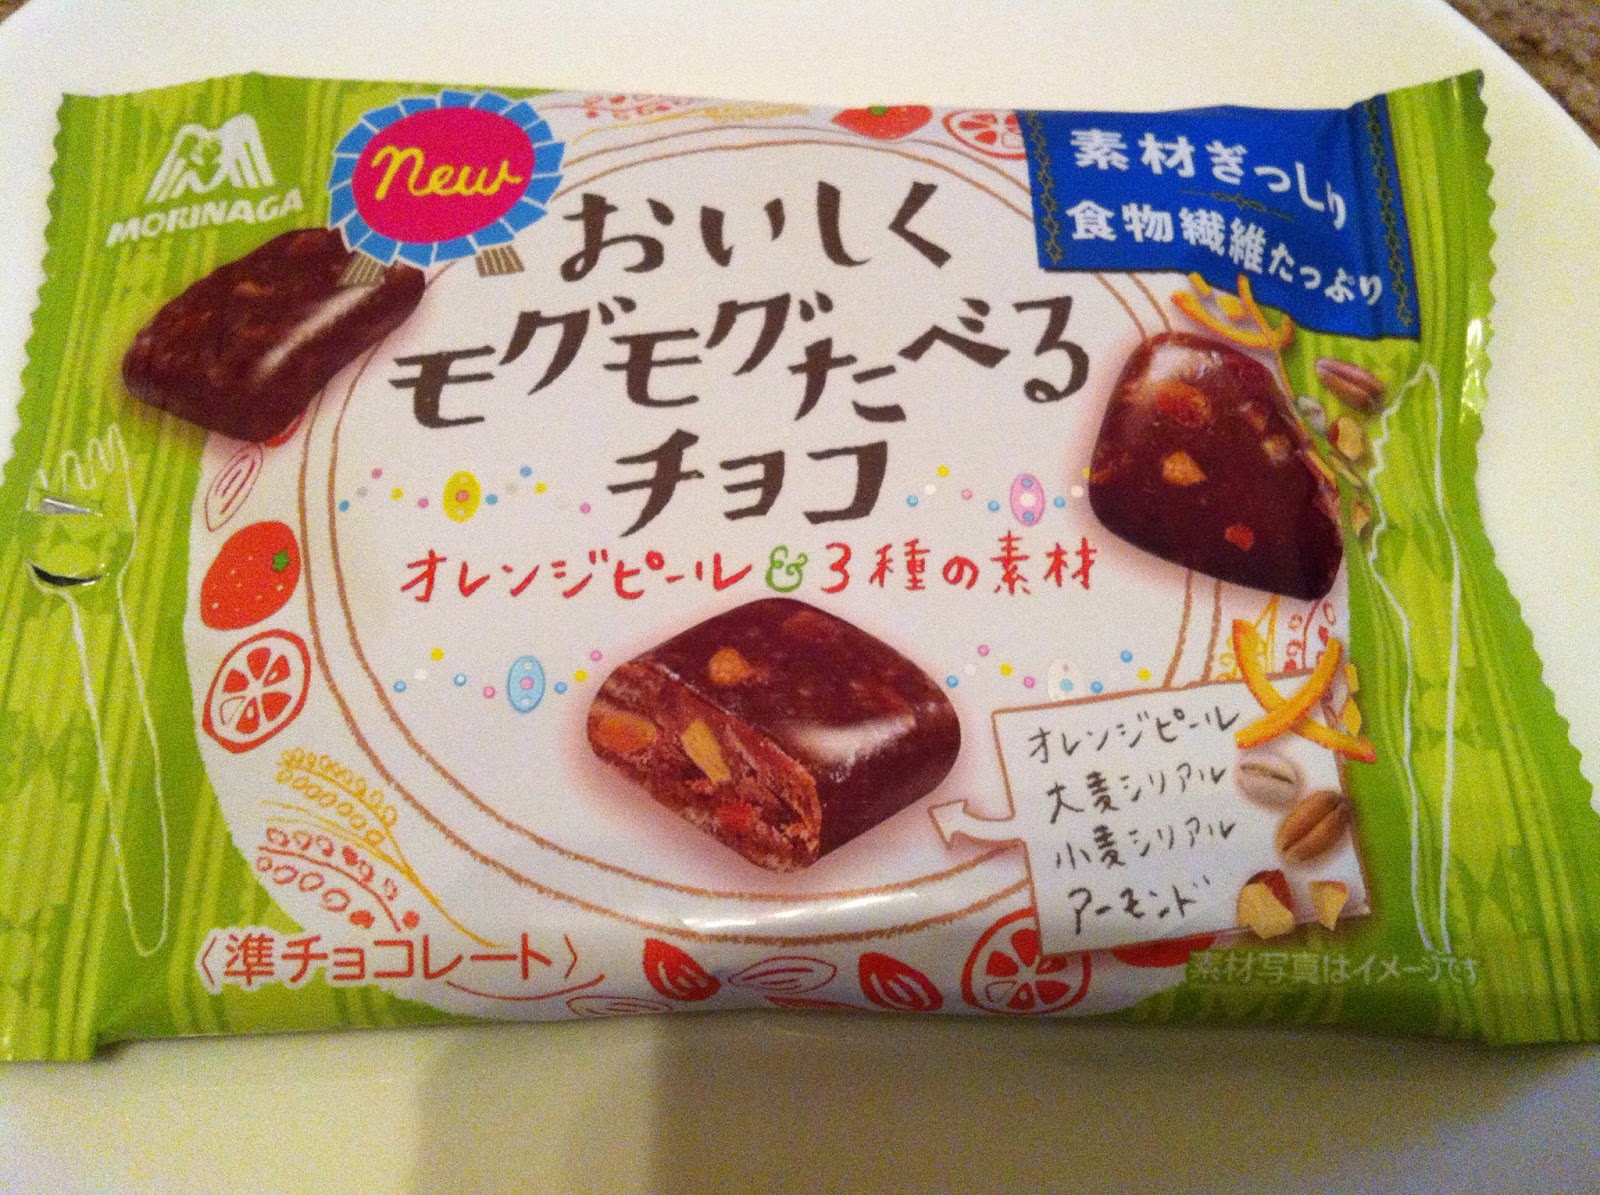 MORINAGA
new
素材ぎっしり
食物繊維たっぷり
おいしく
モグモグたべる
チョコ
オレンジピール&3種の素材
オレンジピール
大麦シリアル
小麦シリアル
アーモンド
〈準チョコレート〉
素材写真はイメージです